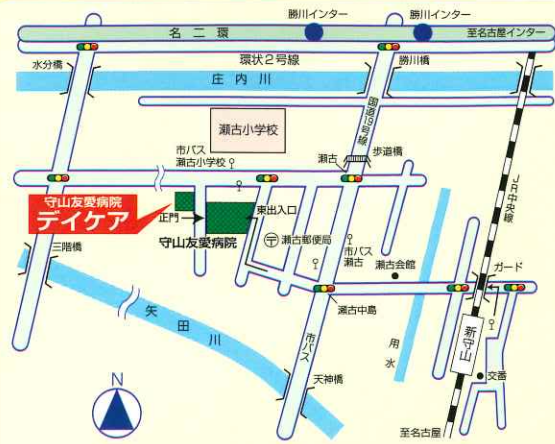 勝川インター
勝川インター
名二環
至名古屋インター
環状2号線
水分橋
勝川橋
庄内川
国道19号線
瀬古小学校
歩道橋
市バス
瀬古小学校
瀬古
JR中央線
守山友愛病院
デイケア
正門
東出入口
守山友愛病院
〒瀬古郵便局
市バス
瀬古
三階橋
瀬古会館
ガード
瀬古中島
矢田川
市バス
用水
新守山
天神橋
交番
N
至名古屋